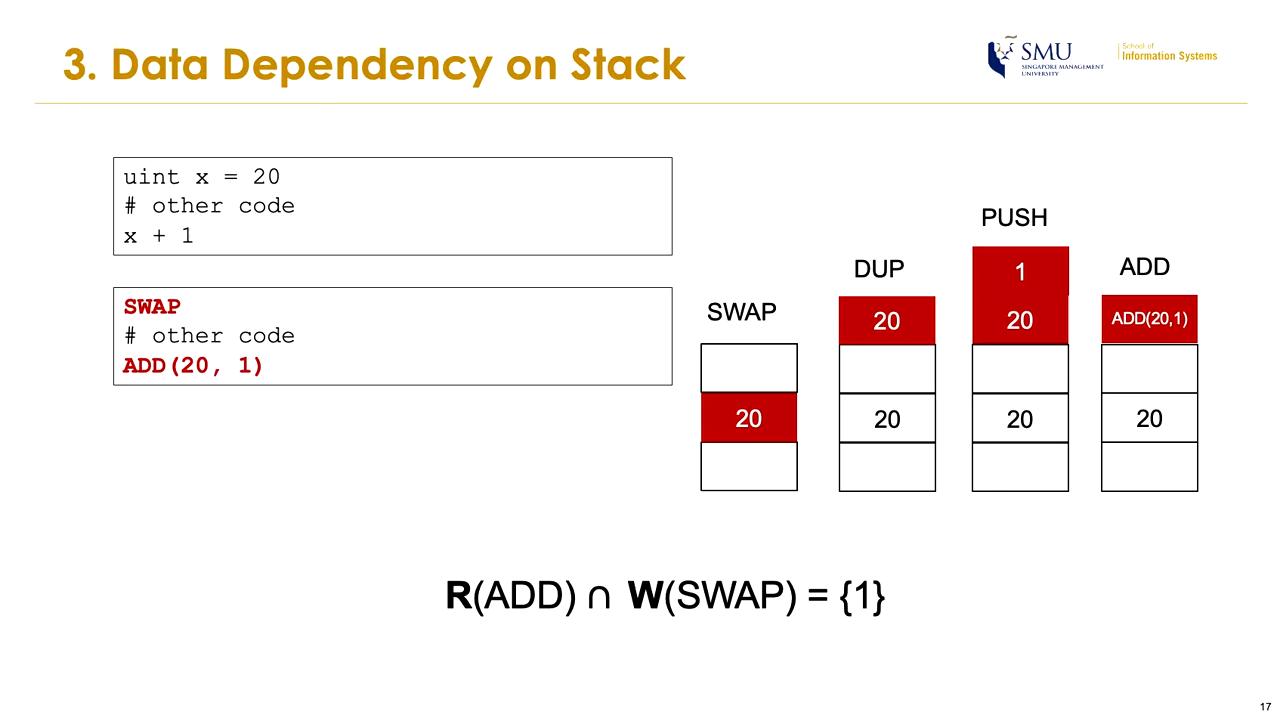 3. Data Dependency on Stack
SMU
SINGAPORE MANAGEMENT
UNIVERSITY
School of
Information Systems
uint x = 20
# other code
x + 1
SWAP
# other code
ADD(20, 1)
SWAP
20
DUP
20
20
PUSH
1
20
20
ADD
ADD(20,1)
20
R(ADD) ∩ W(SWAP) = {1}
17